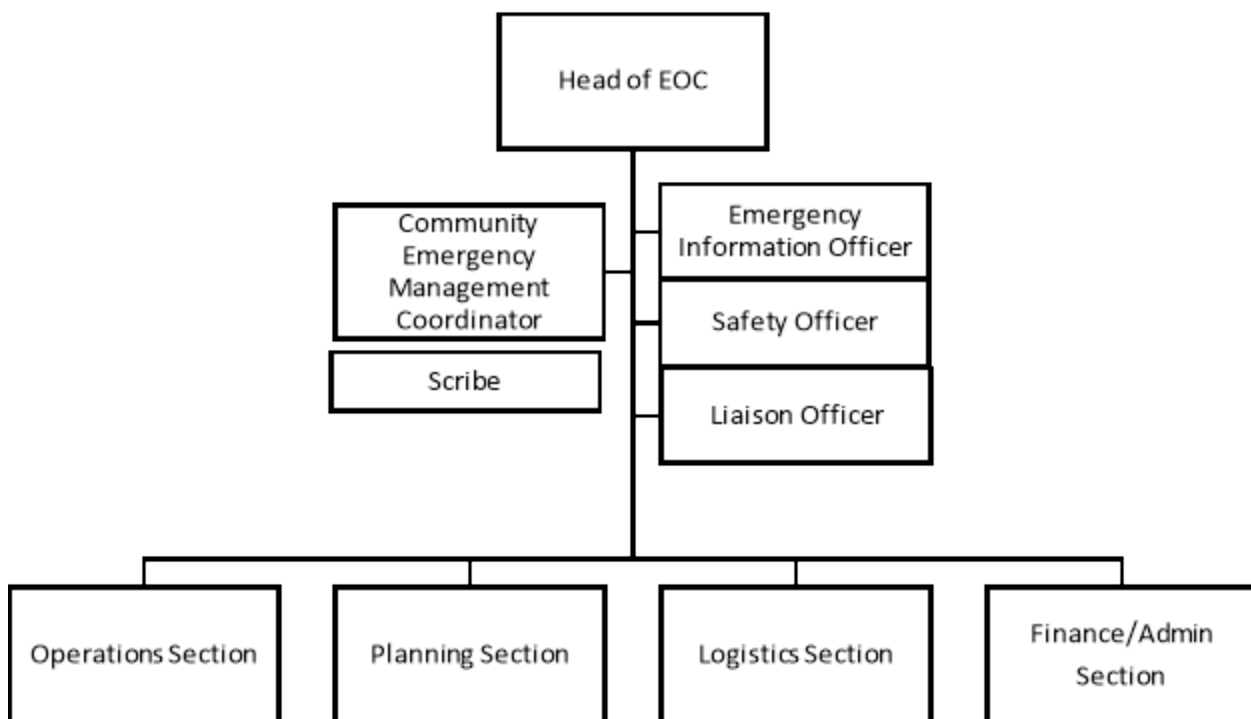 Head of EOC
Community
Emergency
Management
Coordinator
Scribe
Emergency
Information Officer
Safety Officer
Liaison Officer
Operations Section
Planning Section
Logistics Section
Finance/Admin
Section